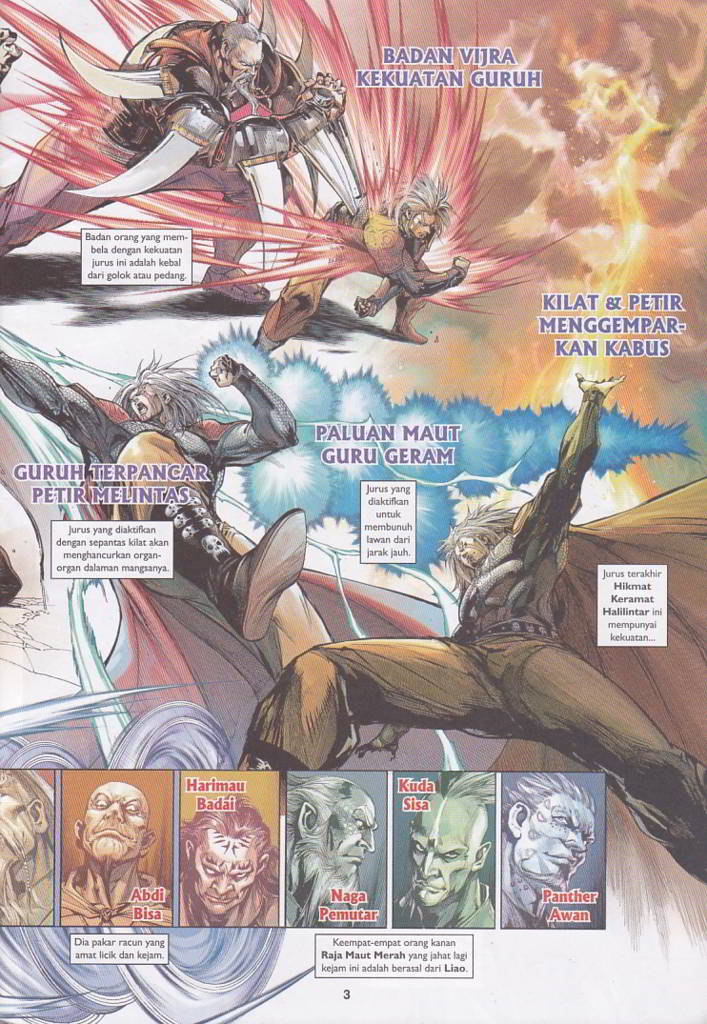 BADAN VIJRA
KEKUATAN GURUH
Badan orang yang mem-
bela dengan kekuatan
jurus ini adalah kebal
dari golok atau pedang.
KILAT & PETIR
MENGGEMPAR-
KAN KABUS
PALUAN MAUT
GURU GERAM
GURUH TERPANCAR
PETIR MELINTAS
Jurus yang
diaktifkan
untuk
membunuh
lawan dari
jarak jauh.
Jurus yang diaktifkan
dengan sepantas kilat akan
menghancurkan organ-
organ dalaman mangsanya.
Jurus terakhir
Hikmat
Keramat
Halilintar ini
mempunyai
kekuatan...
Abdi
Bisa
Harimau
Badai
Naga
Pemutar
Kuda
Sisa
Panther
Awan
Dia pakar racun yang
amat licik dan kejam.
Keempat-empat orang kanan
Raja Maut Merah yang jahat lagi
kejam ini adalah berasal dari Liao.
3